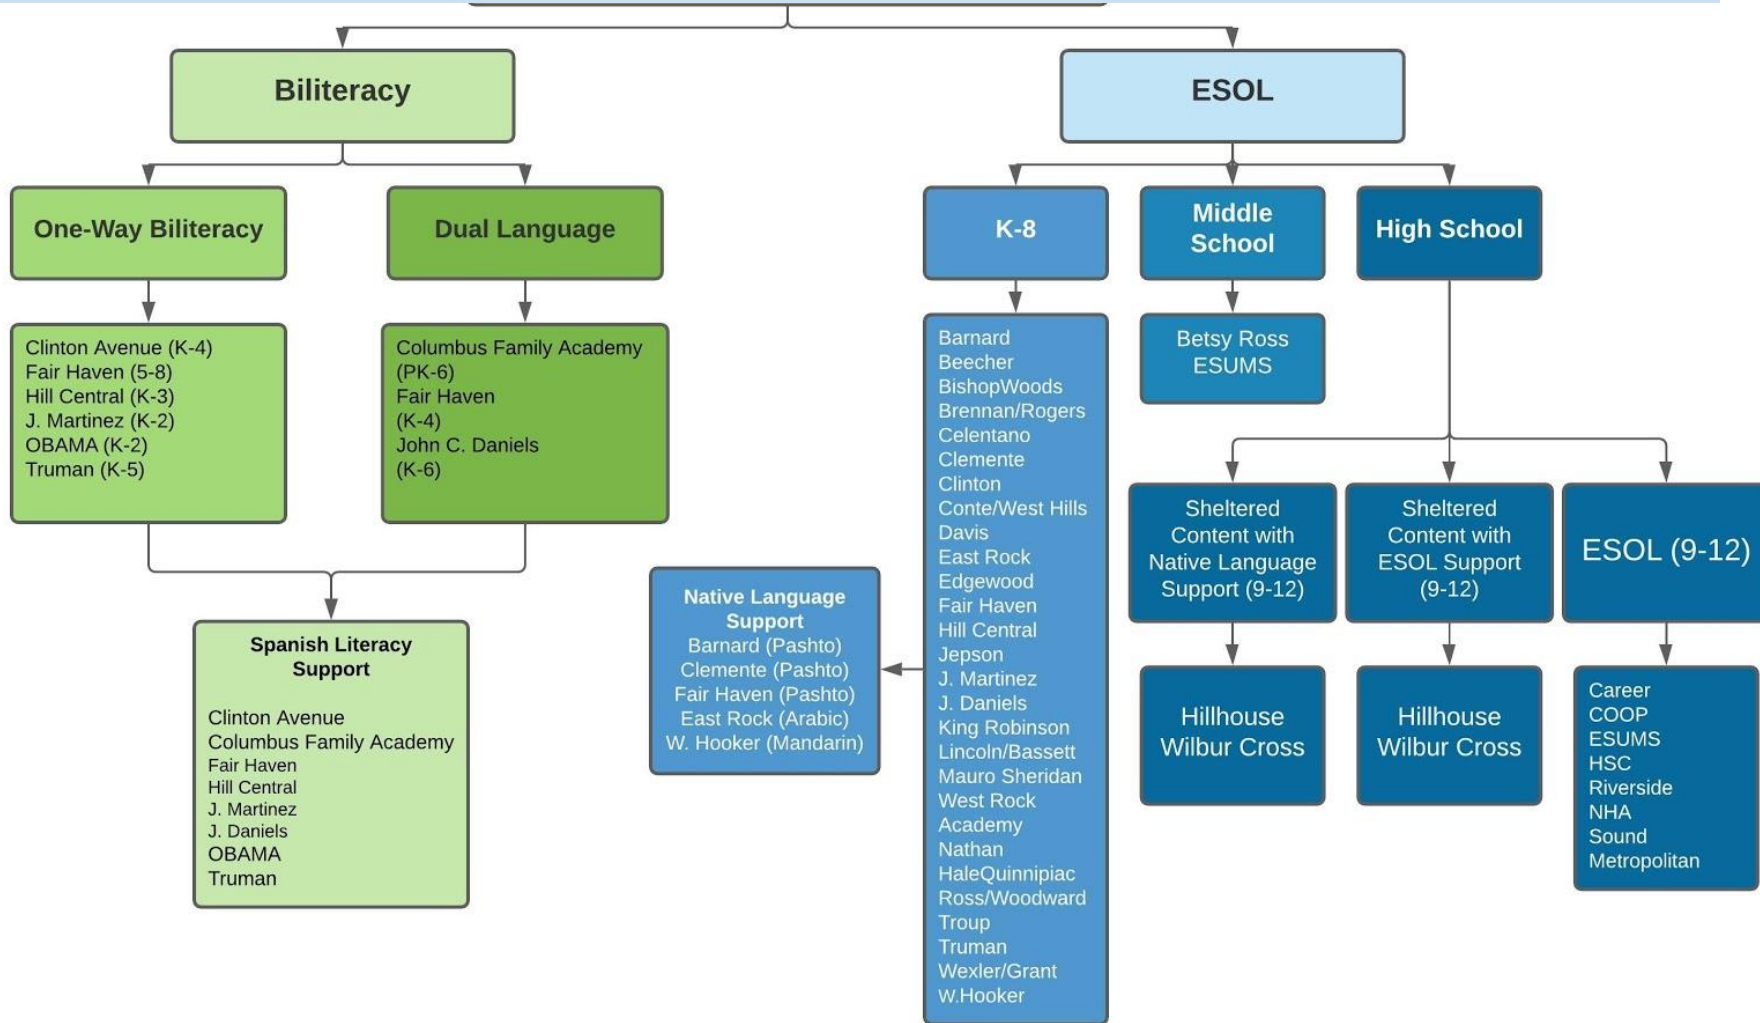 Biliteracy
ESOL
One-Way Biliteracy
Dual Language
K-8
Middle
School
High School
Clinton Avenue (K-4)
Fair Haven (5-8)
Hill Central (K-3)
J. Martinez (K-2)
OBAMA (K-2)
Truman (K-5)
Columbus Family Academy
(PK-6)
Fair Haven
(K-4)
John C. Daniels
(K-6)
Spanish Literacy
Support
Clinton Avenue
Columbus Family Academy
Fair Haven
Hill Central
J. Martinez
J. Daniels
OBAMA
Truman
Native Language
Support
Barnard (Pashto)
Clemente (Pashto)
Fair Haven (Pashto)
East Rock (Arabic)
W. Hooker (Mandarin)
Barnard
Beecher
BishopWoods
Brennan/Rogers
Celentano
Clemente
Clinton
Conte/West Hills
Davis
East Rock
Edgewood
Fair Haven
Hill Central
Jepson
J. Martinez
J. Daniels
King Robinson
Lincoln/Bassett
Mauro Sheridan
West Rock
Academy
Nathan
HaleQuinnipiac
Ross/Woodward
Troup
Truman
Wexler/Grant
W.Hooker
Betsy Ross
ESUMS
Sheltered
Content with
Native Language
Support (9-12)
Sheltered
Content with
ESOL Support
(9-12)
ESOL (9-12)
Hillhouse
Wilbur Cross
Hillhouse
Wilbur Cross
Career
COOP
ESUMS
HSC
Riverside
NHA
Sound
Metropolitan